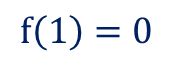 f(1) = 0